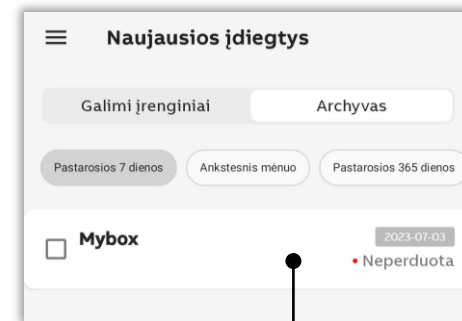 Naujausios įdiegtys
Galimi įrenginiai Archyvas
Pastarosios 7 dienos Ankstesnis mėnuo Pastarosios 365 dienos
Mybox 2023-07-03
• Neperduota